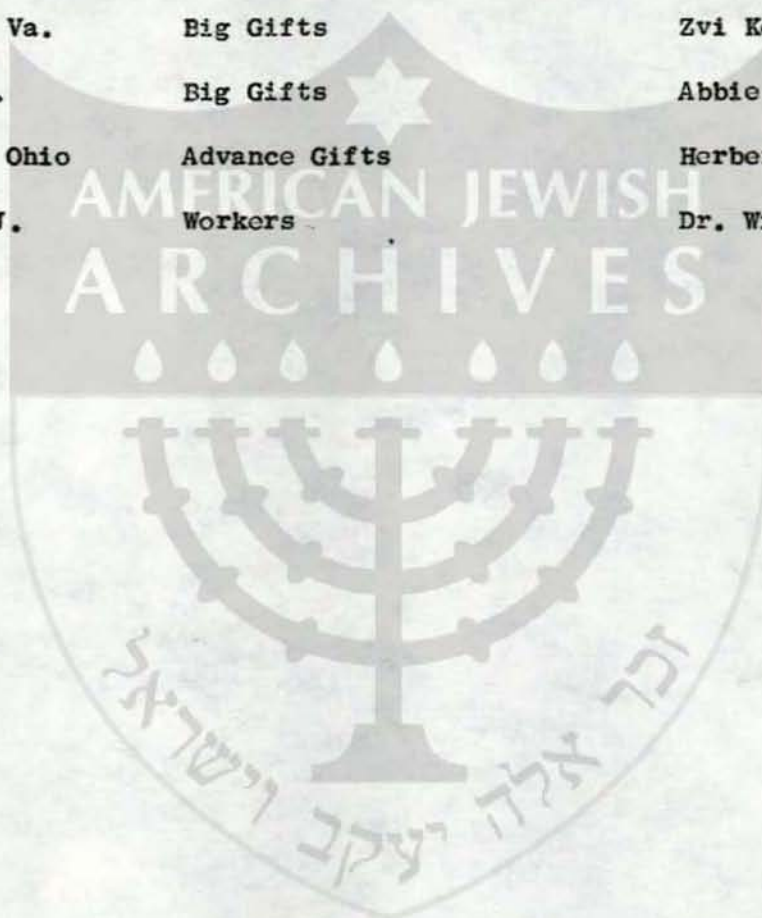 Va. Big Gifts Zvi K
Big Gifts Abbie
Ohio Advance Gifts Herbe
J. Workers Dr. W
AMERICAN JEWISH
ARCHIVES
זכר אלה יעקב וישראל